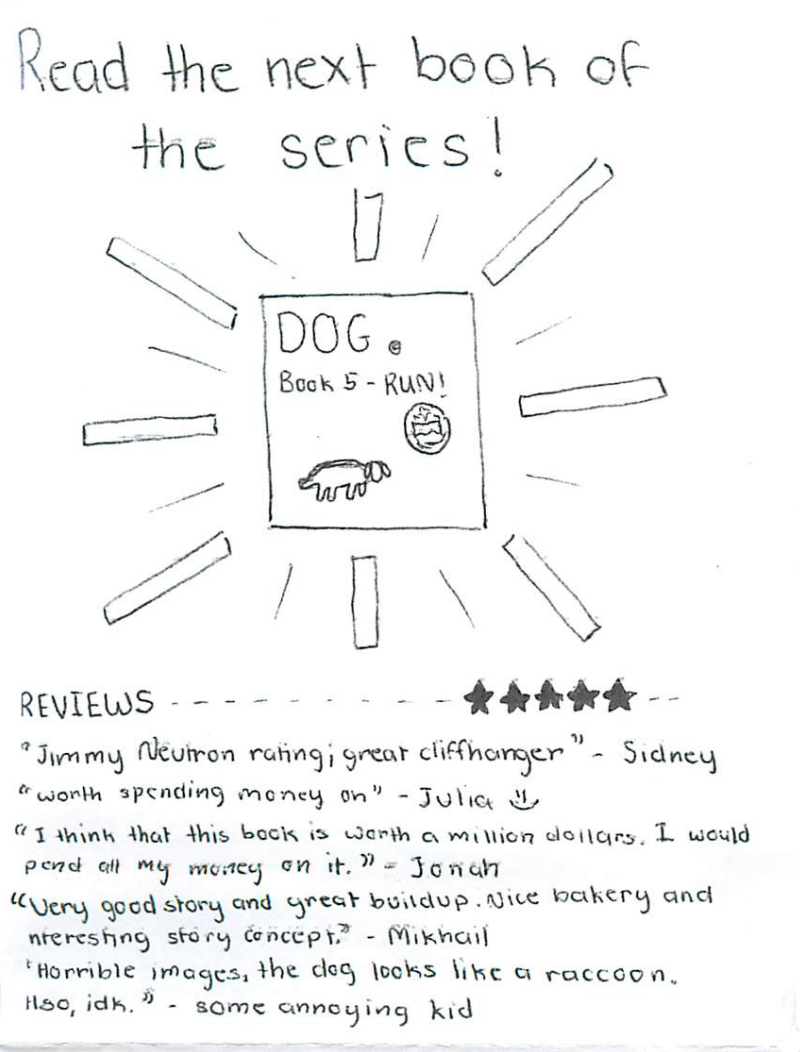 Read the next book of
the series!
DOG.
Book 5 - RUN!
REVIEWS - - - - - - - - - ★★★★★ - -
"Jimmy Neutron rating; great cliffhanger" - Sidney
"worth spending money on" - Julia
"I think that this book is worth a million dollars. I would
pend all my money on it." - Jonah
"Very good story and great buildup. Nice bakery and
nteresting story concept." - Mikhail
'Horrible images, the dog looks like a raccoon.
lso, idk." - some annoying kid